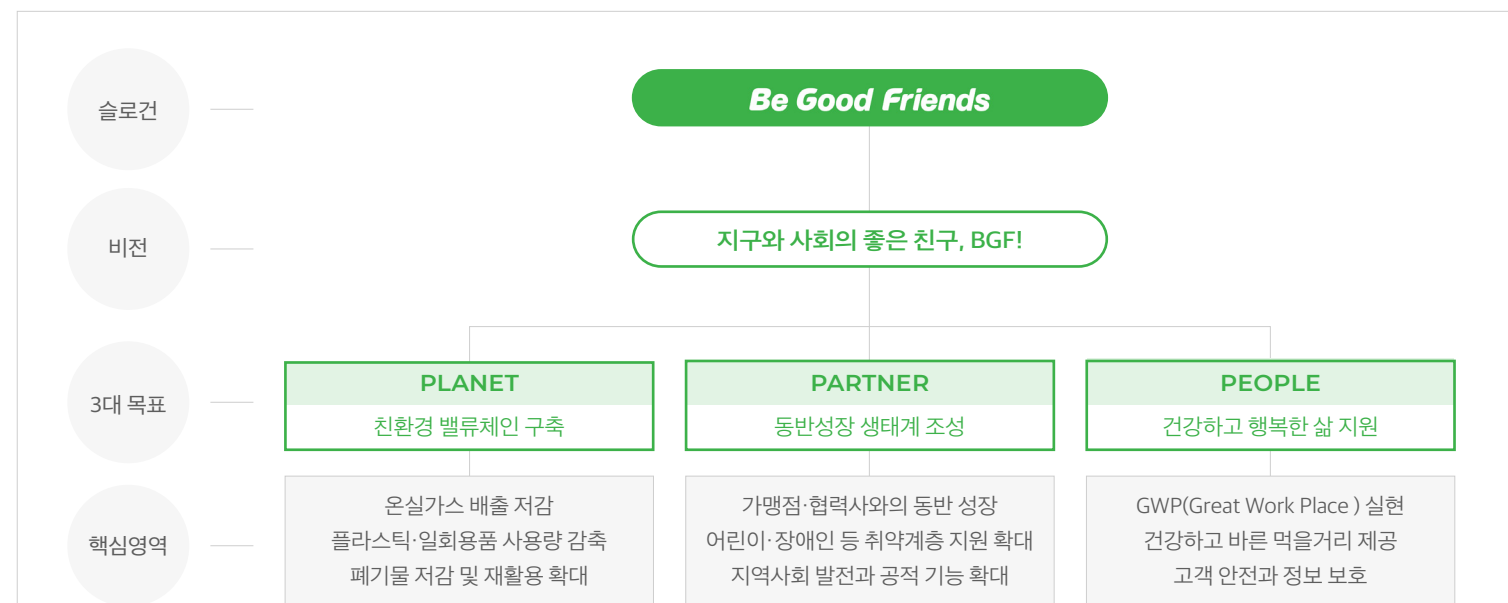 슬로건
Be Good Friends
비전
지구와 사회의 좋은 친구, BGF!
3대 목표
PLANET
친환경 밸류체인 구축
PARTNER
동반성장 생태계 조성
PEOPLE
건강하고 행복한 삶 지원
핵심영역
온실가스 배출 저감
플라스틱·일회용품 사용량 감축
폐기물 저감 및 재활용 확대
가맹점·협력사와의 동반 성장
어린이·장애인 등 취약계층 지원 확대
지역사회 발전과 공적 기능 확대
GWP(Great Work Place ) 실현
건강하고 바른 먹을거리 제공
고객 안전과 정보 보호